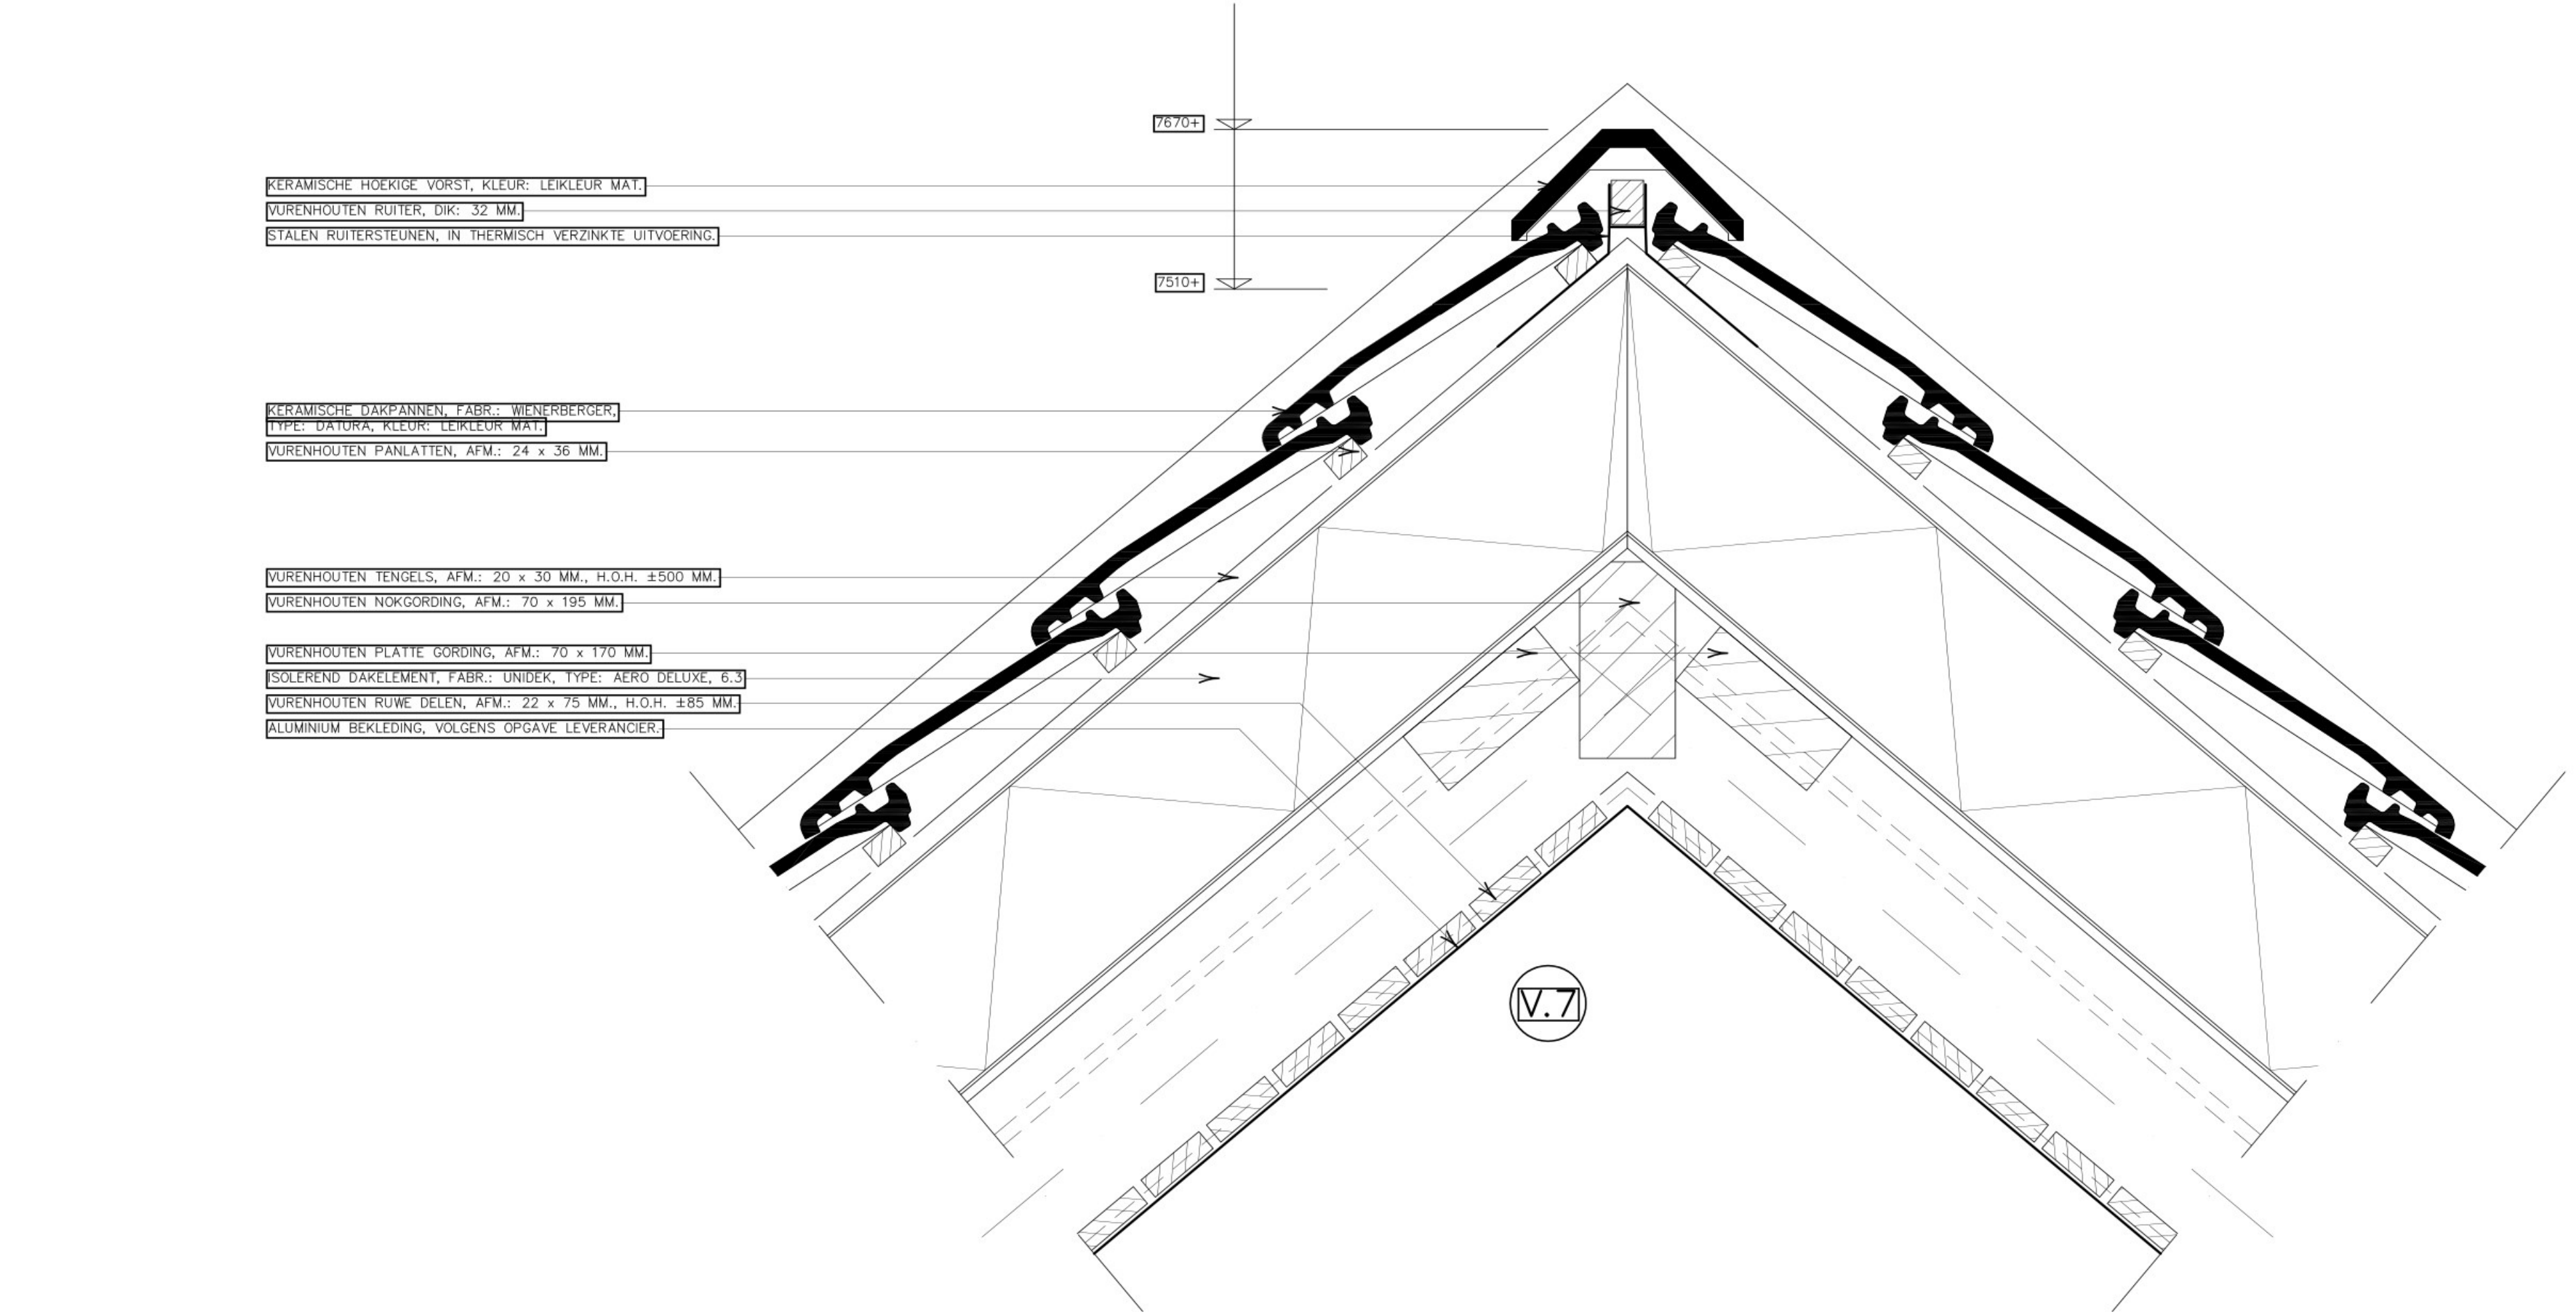 7670+
KERAMISCHE HOEKIGE VORST, KLEUR: LEIKLEUR MAT.
VURENHOUTEN RUITER, DIK: 32 MM.
STALEN RUITERSTEUNEN, IN THERMISCH VERZINKTE UITVOERING.
7510+
KERAMISCHE DAKPANNEN, FABR.: WIENERBERGER,
TYPE: DATURA, KLEUR: LEIKLEUR MAT.
VURENHOUTEN PANLATTEN, AFM.: 24 x 36 MM.
VURENHOUTEN TENGELS, AFM.: 20 x 30 MM., H.O.H. ±500 MM.
VURENHOUTEN NOKGORDING, AFM.: 70 x 195 MM.
VURENHOUTEN PLATTE GORDING, AFM.: 70 x 170 MM.
ISOLEREND DAKELEMENT, FABR.: UNIDEK, TYPE: AERO DELUXE, 6.3
VURENHOUTEN RUWE DELEN, AFM.: 22 x 75 MM., H.O.H. ±85 MM.
ALUMINIUM BEKLEDING, VOLGENS OPGAVE LEVERANCIER.
V.7